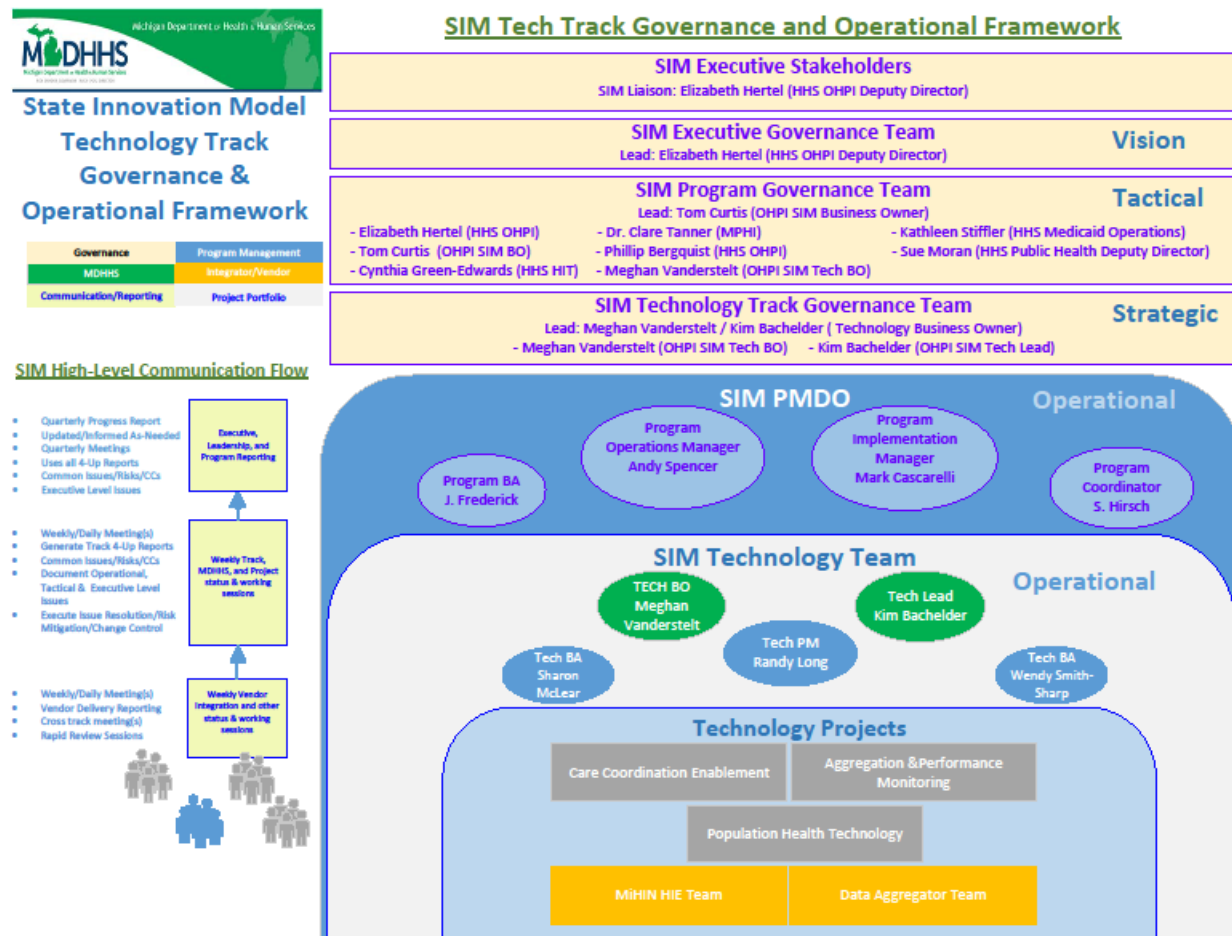 Michigan Department of Health & Human Services
MDHHS
Michigan Department of Health & Human Services
State Innovation Model
Technology Track
Governance &
Operational Framework
Governance
Program Management
MDHHS
Integrator/Vendor
Communication/Reporting
Project Portfolio
SIM High-Level Communication Flow
Quarterly Progress Report
Updated/Informed As-Needed
Quarterly Meetings
Uses all 4-Up Reports
Common Issues/Risks/CCs
Executive Level Issues
Executive,
Leadership, and
Program Reporting
Weekly/Daily Meeting(s)
Generate Track 4-Up Reports
Common Issues/Risks/CCs
Document Operational,
Tactical & Executive Level
Issues
Execute Issue Resolution/Risk
Mitigation/Change Control
Weekly Track,
MDHHS, and Project
status & working
sessions
Weekly/Daily Meeting(s)
Vendor Delivery Reporting
Cross track meeting(s)
Rapid Review Sessions
Weekly Vendor
Integration and other
status & working
sessions
SIM Tech Track Governance and Operational Framework
SIM Executive Stakeholders
SIM Liaison: Elizabeth Hertel (HHS OHPI Deputy Director)
SIM Executive Governance Team
Lead: Elizabeth Hertel (HHS OHPI Deputy Director)
Vision
SIM Program Governance Team
Tactical
Lead: Tom Curtis (OHPI SIM Business Owner)
- Elizabeth Hertel (HHS OHPI)
- Dr. Clare Tanner (MPHI)
- Kathleen Stiffler (HHS Medicaid Operations)
- Tom Curtis (OHPI SIM BO)
- Phillip Bergquist (HHS OHPI)
- Sue Moran (HHS Public Health Deputy Director)
- Cynthia Green-Edwards (HHS HIT)
- Meghan Vanderstelt (OHPI SIM Tech BO)
SIM Technology Track Governance Team
Strategic
Lead: Meghan Vanderstelt / Kim Bachelder ( Technology Business Owner)
- Meghan Vanderstelt (OHPI SIM Tech BO)
- Kim Bachelder (OHPI SIM Tech Lead)
SIM PMDO
Operational
Program BA
J. Frederick
Program
Operations Manager
Andy Spencer
Program
Implementation
Manager
Mark Cascarelli
Program
Coordinator
S. Hirsch
SIM Technology Team
Operational
TECH BO
Meghan
Vanderstelt
Tech Lead
Kim Bachelder
Tech PM
Randy Long
Tech BA
Sharon
McLear
Tech BA
Wendy Smith-
Sharp
Technology Projects
Care Coordination Enablement
Aggregation &Performance
Monitoring
Population Health Technology
MiHIN HIE Team
Data Aggregator Team